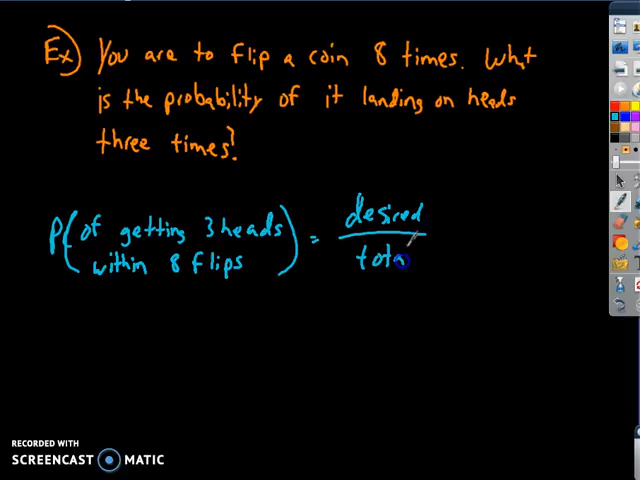 Ex) You are to flip a coin 8 times. What
is the probability of it landing on heads
three times?
P(of getting 3 heads
within 8 flips) = desired
tota
RECORDED WITH
SCREENCAST MATIC